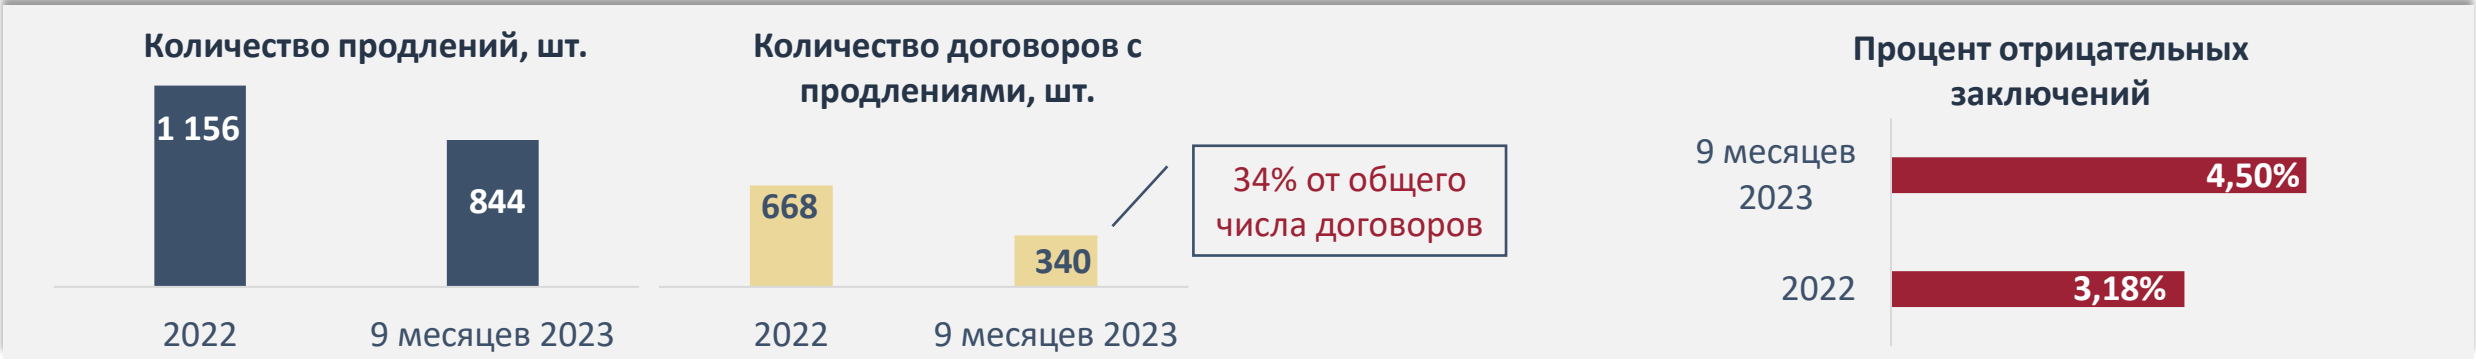 Количество продлений, шт.
1 156
844
2022
9 месяцев 2023
Количество договоров с
продлениями, шт.
668
340
2022
9 месяцев 2023
34% от общего
числа договоров
Процент отрицательных
заключений
9 месяцев
2023
4,50%
2022
3,18%